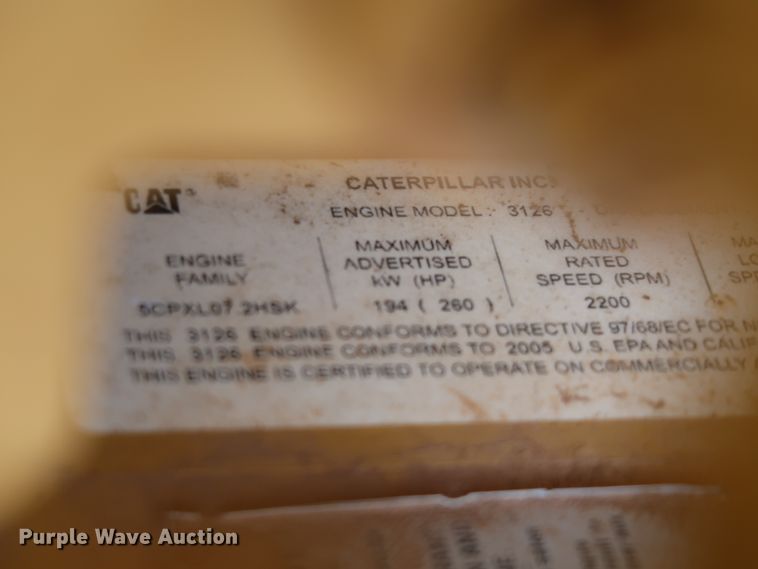 CAT®
CATERPILLAR INC.
ENGINE MODEL: 3126
ENGINE FAMILY
MAXIMUM ADVERTISED kW (HP)
MAXIMUM RATED SPEED (RPM)
5CPXL07.2HSK
194 ( 260 )
2200
THIS 3126 ENGINE CONFORMS TO DIRECTIVE 97/68/EC FOR
THIS 3126 ENGINE CONFORMS TO 2005 U.S. EPA AND
THIS ENGINE IS CERTIFIED TO OPERATE ON COMMERCIALLY
Purple Wave Auction